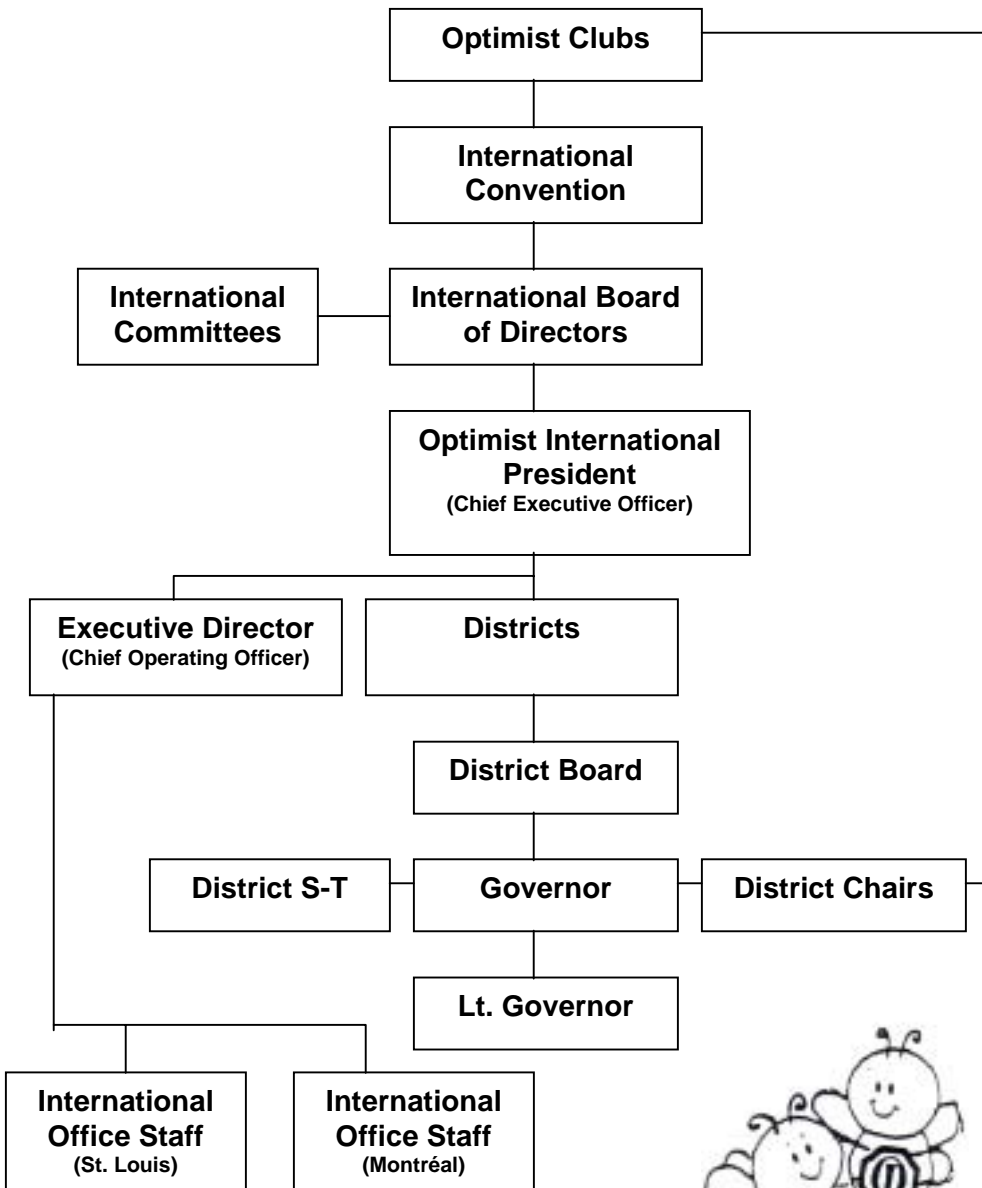 Optimist Clubs
International
Convention
International
Committees
International Board
of Directors
Optimist International
President
(Chief Executive Officer)
Executive Director
(Chief Operating Officer)
Districts
District Board
District S-T
Governor
District Chairs
Lt. Governor
International
Office Staff
(St. Louis)
International
Office Staff
(Montréal)